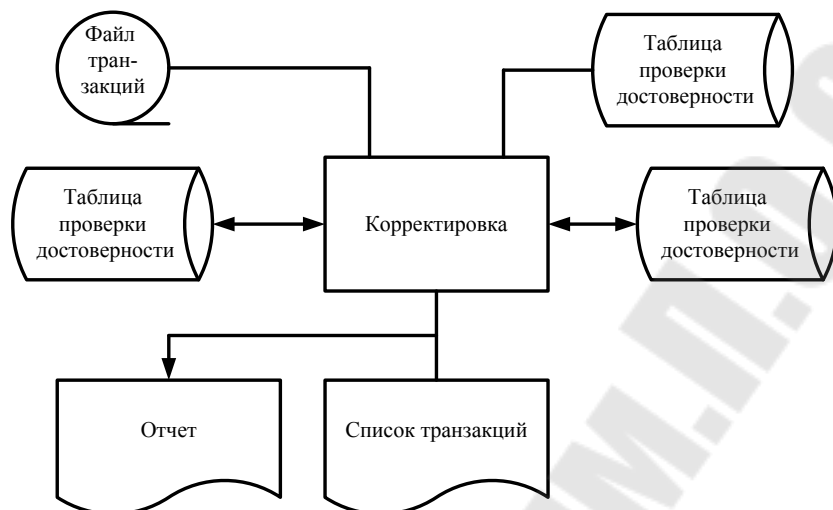 Файл
тран-
закций
Таблица
проверки
достоверности
Таблица
проверки
достоверности
Корректировка
Таблица
проверки
достоверности
Отчет
Список транзакций